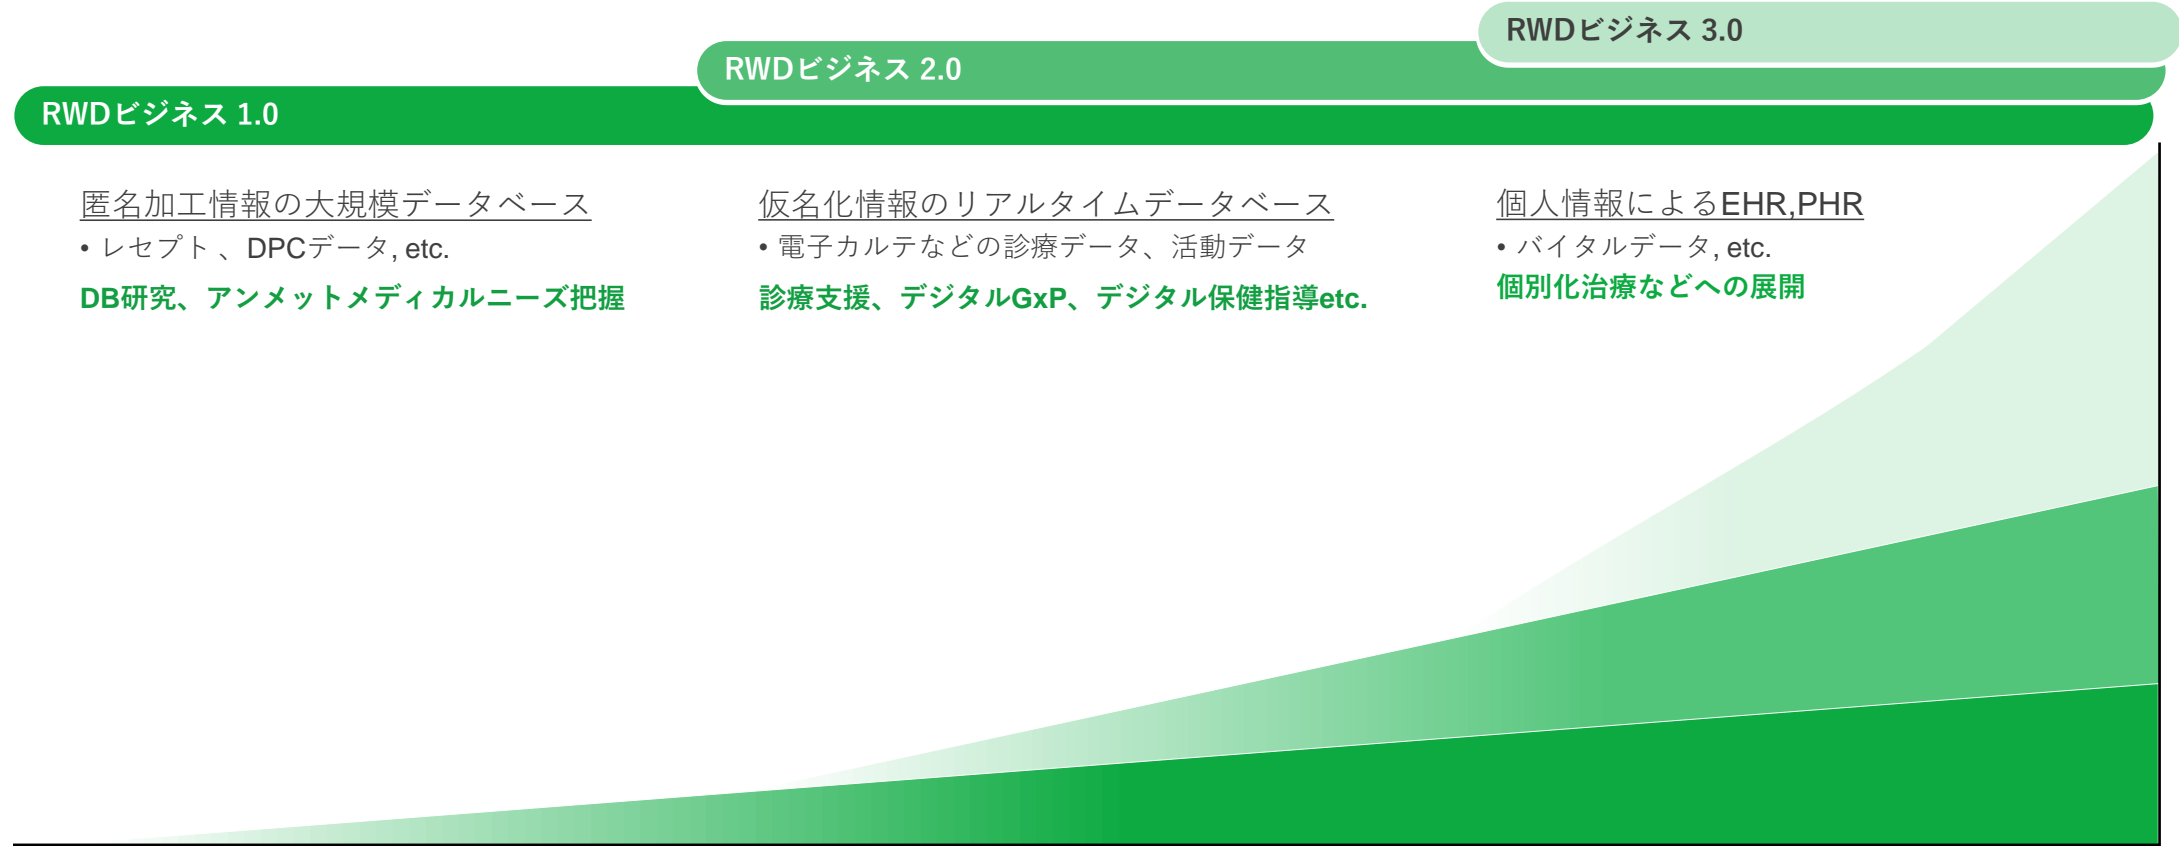 RWDビジネス 3.0
RWDビジネス 2.0
RWDビジネス 1.0
匿名加工情報の大規模データベース
• レセプト 、DPCデータ, etc.
DB研究、アンメットメディカルニーズ把握
仮名化情報のリアルタイムデータベース
• 電子カルテなどの診療データ、活動データ
診療支援、デジタルGxP、デジタル保健指導etc.
個人情報によるEHR,PHR
• バイタルデータ, etc.
個別化治療などへの展開